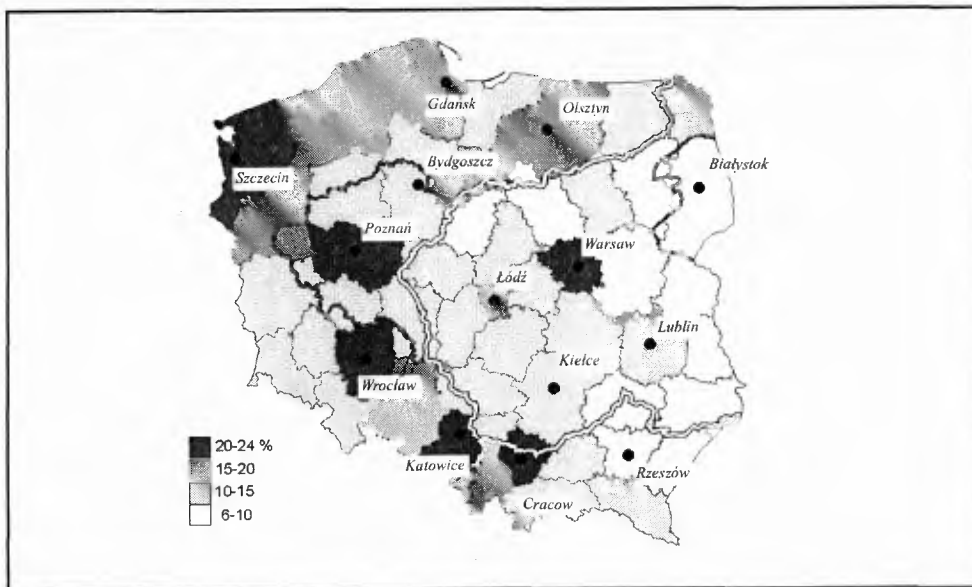 Gdańsk
Olsztyn
Bydgoszcz
Białystok
Szczecin
Poznań
Warsaw
Łódź
Lublin
Kielce
Wrocław
20-24 %
15-20
10-15
6-10
Katowice
Rzeszów
Cracow